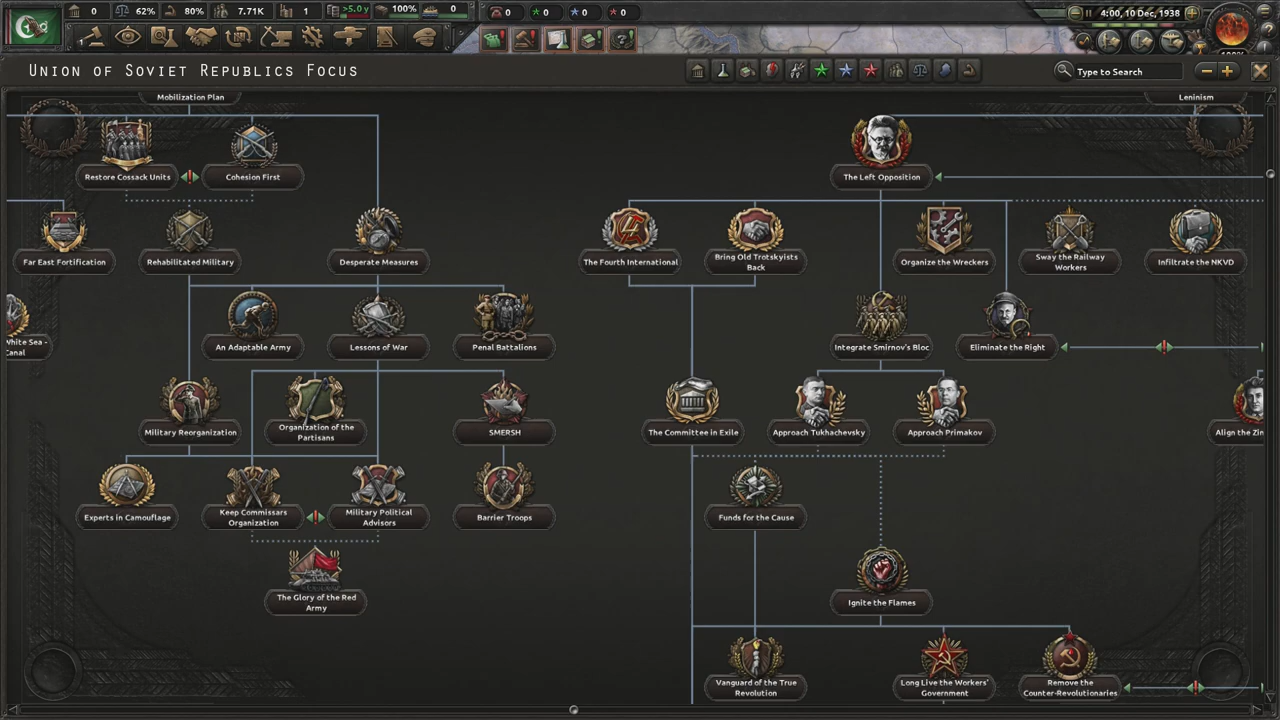 0 62% 80% 7.71K 1 >5.0 y 100% 0 0 0 0 0 4:00, 10 Dec, 1938
UNION OF SOVIET REPUBLICS FOCUS
Type to Search
Mobilization Plan
Leninism
Restore Cossack Units
Cohesion First
The Left Opposition
Far East Fortification
Rehabilitated Military
Desperate Measures
The Fourth International
Bring Old Trotskyists
Back
Organize the Wreckers
Sway the Railway
Workers
Infiltrate the NKVD
White Sea -
Canal
An Adaptable Army
Lessons of War
Penal Battalions
Integrate Smirnov's Bloc
Eliminate the Right
Military Reorganization
Organization of the
Partisans
SMERSH
The Committee in Exile
Approach Tukhachevsky
Approach Primakov
Align the Zin
Experts in Camouflage
Keep Commissars
Organization
Military Political
Advisors
Barrier Troops
Funds for the Cause
The Glory of the Red
Army
Ignite the Flames
Vanguard of the True
Revolution
Long Live the Workers'
Government
Remove the
Counter-Revolutionaries